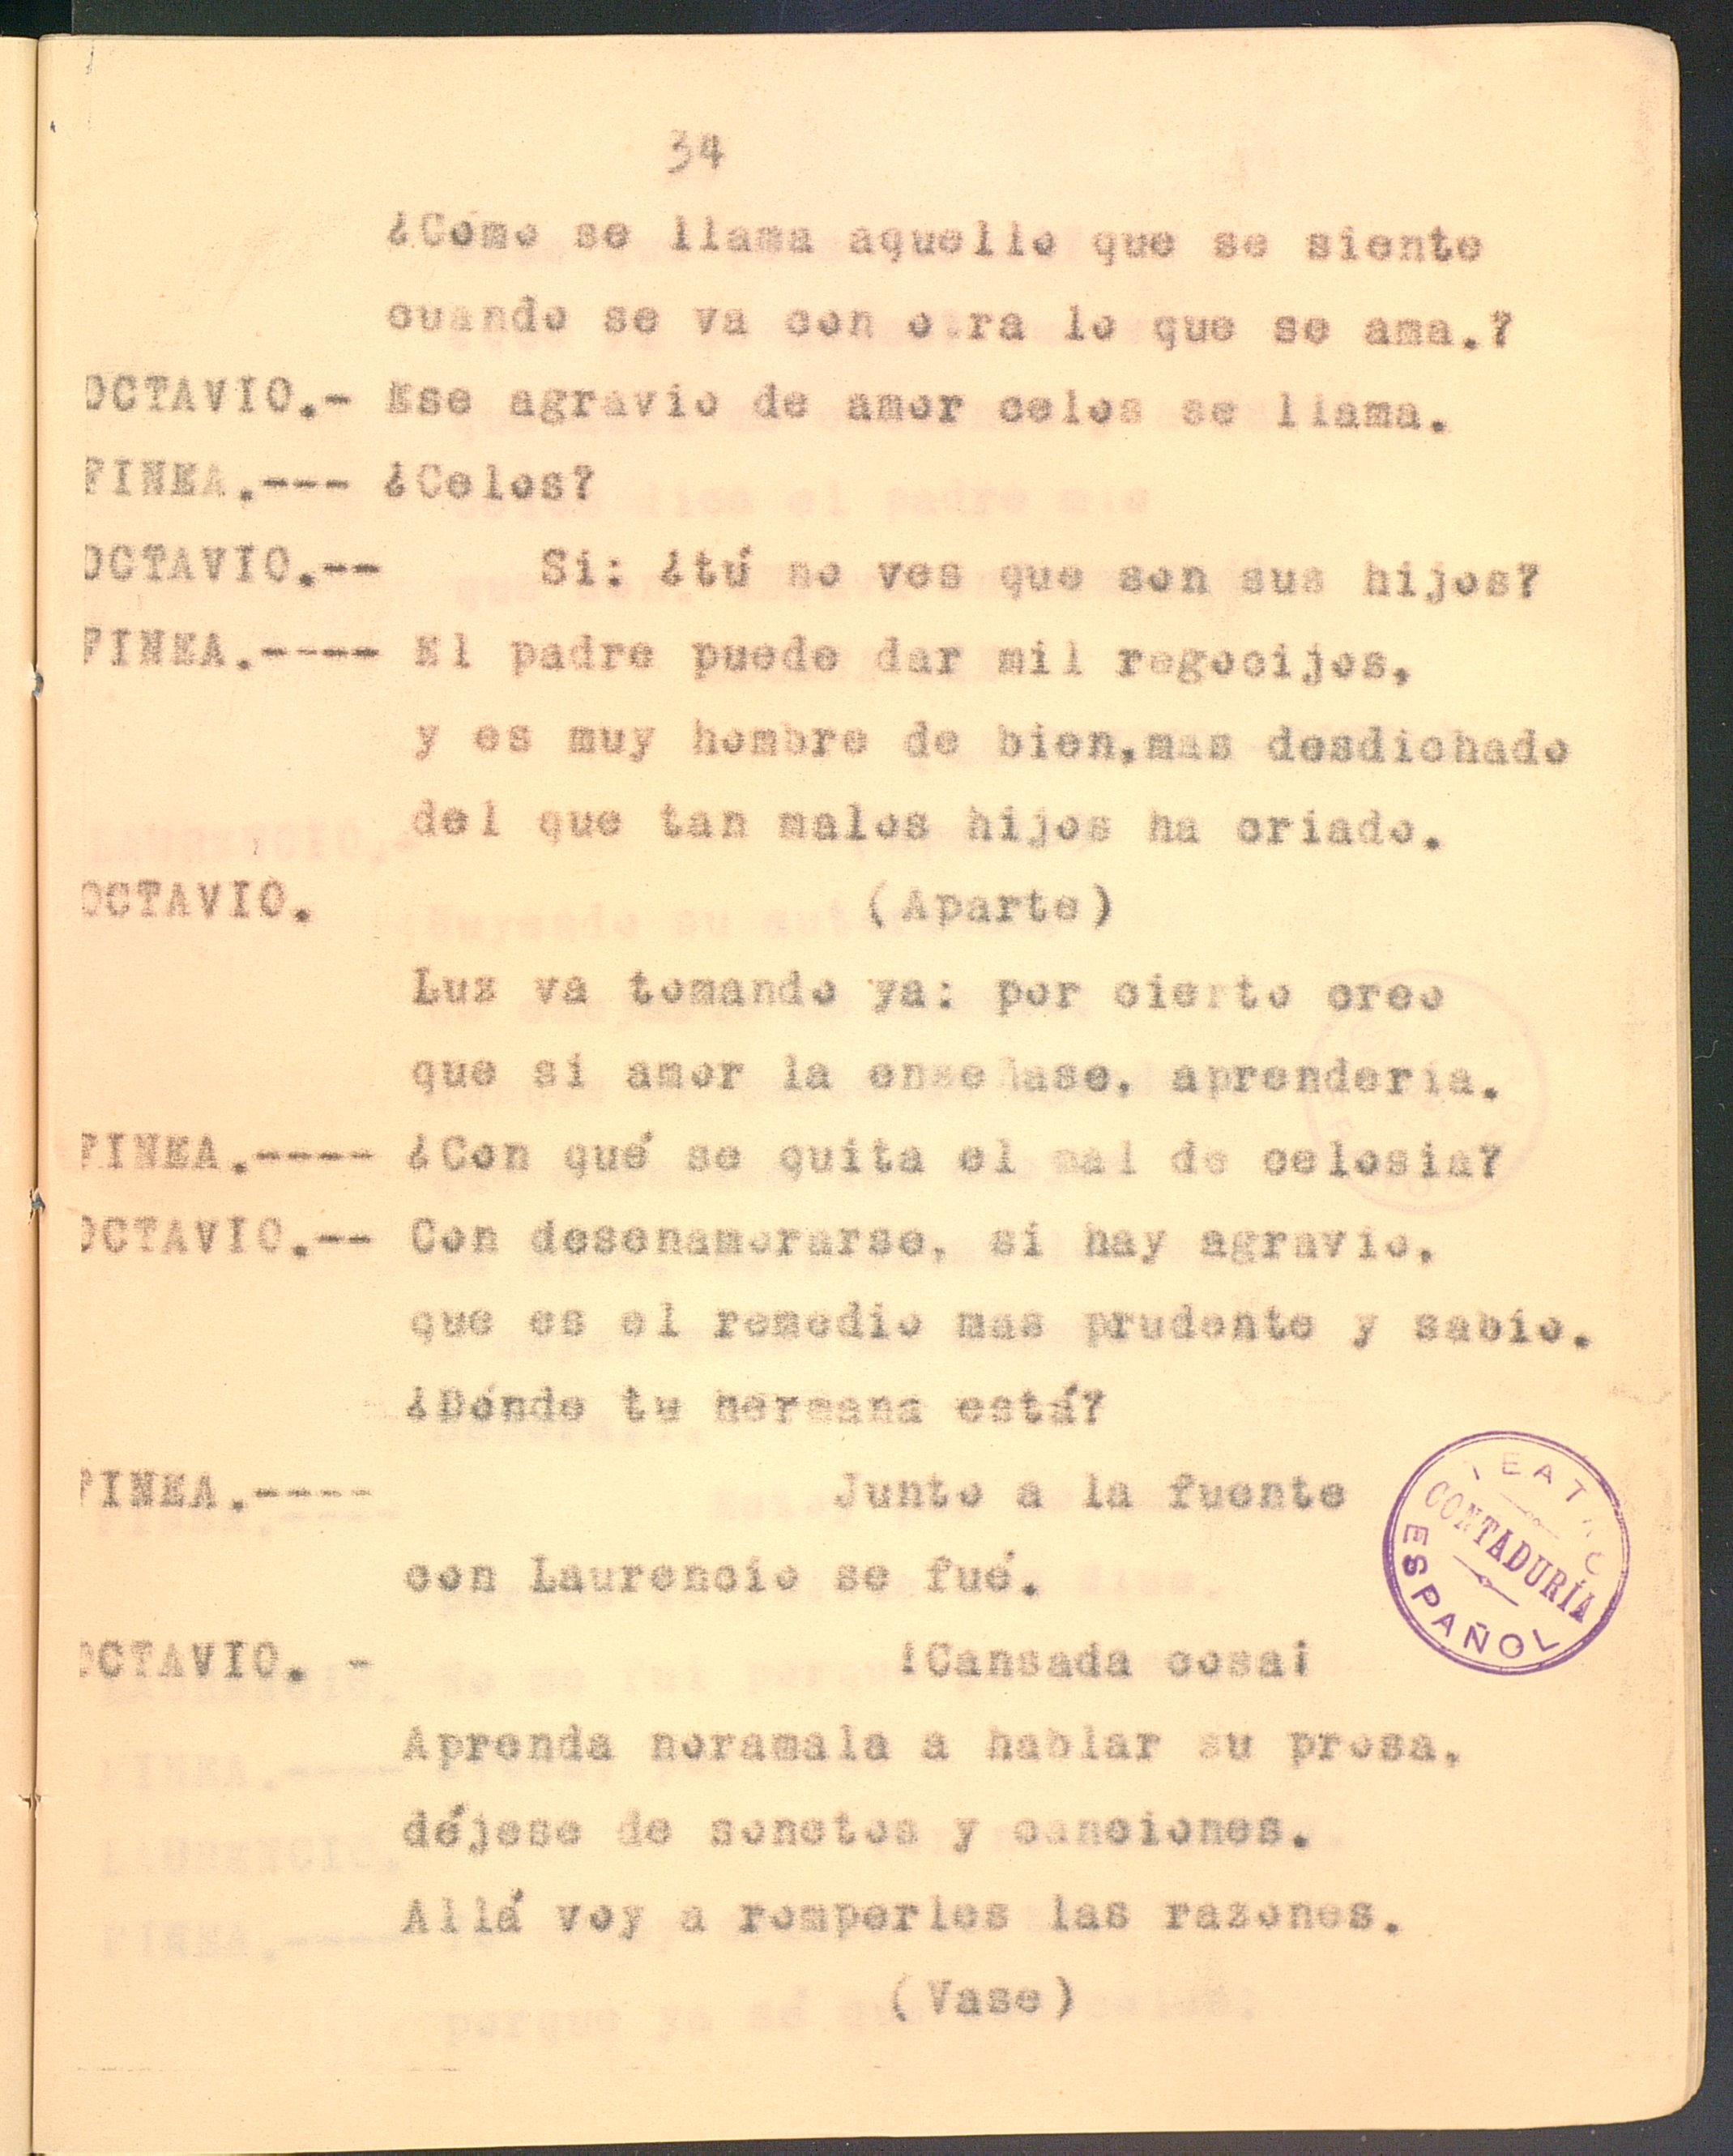 34
¿Cómo se llama aquello que se siente
cuando se va con otra lo que se ama.?
OCTAVIO.- Ese agravio de amor celos se llama.
FINEA.--- ¿Celos?
OCTAVIO.-- Si: ¿tú no ves que son sus hijos?
FINEA.---- El padre puede dar mil regocijos,
y es muy hombre de bien,mas desdichado
del que tan malos hijos ha criado.
OCTAVIO. (Aparte)
Luz va tomando ya: por cierto creo
que si amor la enseñase, aprendería.
FINEA.---- ¿Con qué se quita el mal de celosia?
OCTAVIO.-- Con desenamorarse, si hay agravio,
que es el remedio mas prudente y sabio.
¿Dónde tu hermana está?
FINEA.---- Junto a la fuente
con Laurencio se fué.
OCTAVIO. - !Cansada cosa¡
Aprenda noramala a hablar su prosa,
déjese de sonetos y canciones.
Allá voy a romperles las razones.
(Vase)
TEATRO
CONTADURÍA
ESPAÑOL